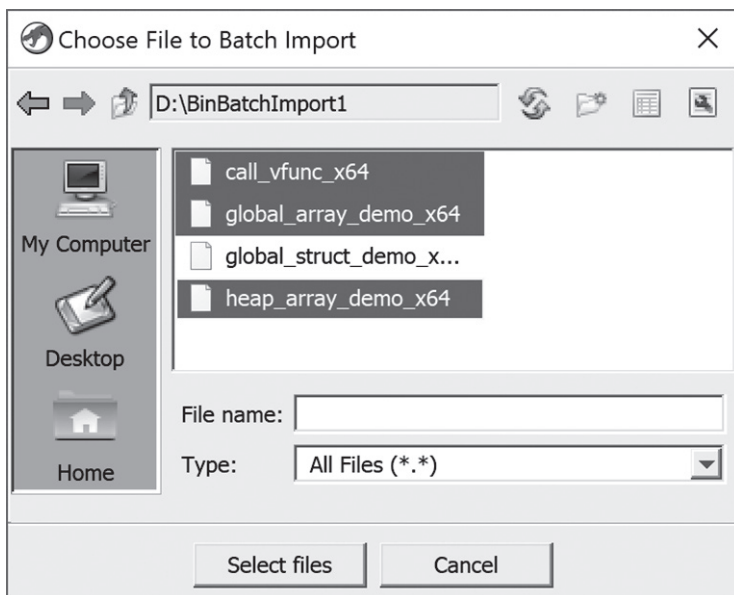 Choose File to Batch Import
D:\BinBatchImport1
My Computer
Desktop
Home
call_vfunc_x64
global_array_demo_x64
global_struct_demo_x...
heap_array_demo_x64
File name:
Type: All Files (*.*)
Select files Cancel